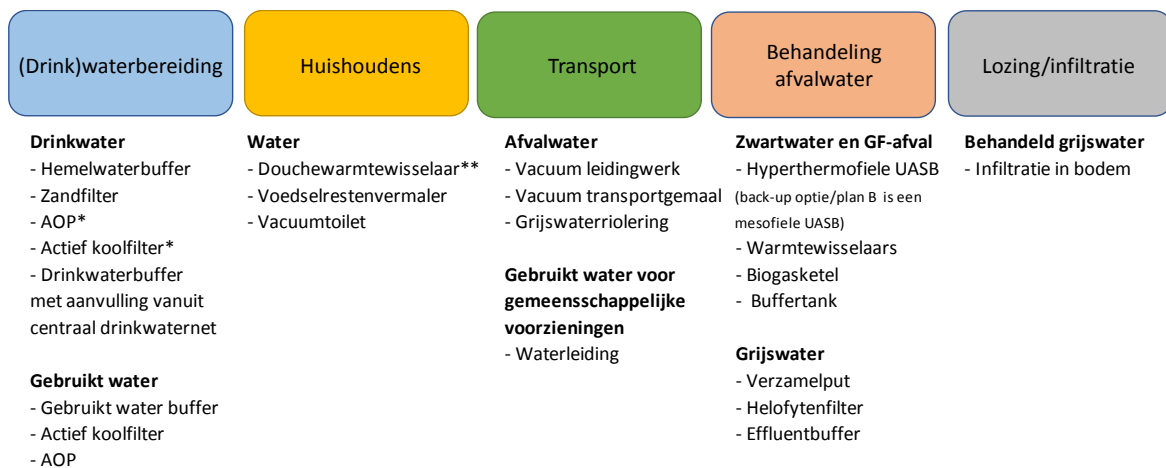 (Drink)waterbereiding
Drinkwater
- Hemelwaterbuffer
- Zandfilter
- AOP*
- Actief koolfilter*
- Drinkwaterbuffer
met aanvulling vanuit
centraal drinkwaternet
Gebruikt water
- Gebruikt water buffer
- Actief koolfilter
- AOP
Huishoudens
Water
- Douchewarmtewisselaar**
- Voedselrestenvermaler
- Vacuumtoilet
Transport
Afvalwater
- Vacuum leidingwerk
- Vacuum transportgemaal
- Grijswaterriolering
Gebruikt water voor
gemeensschappelijke
voorzieningen
- Waterleiding
Behandeling
afvalwater
Zwartwater en GF-afval
- Hyperthermofiele UASB
(back-up optie/plan B is een
mesofiele UASB)
- Warmtewisselaars
- Biogasketel
- Buffertank
Grijswater
- Verzamelput
- Helofytenfilter
- Effluentbuffer
Lozing/infiltratie
Behandeld grijswater
- Infiltratie in bodem